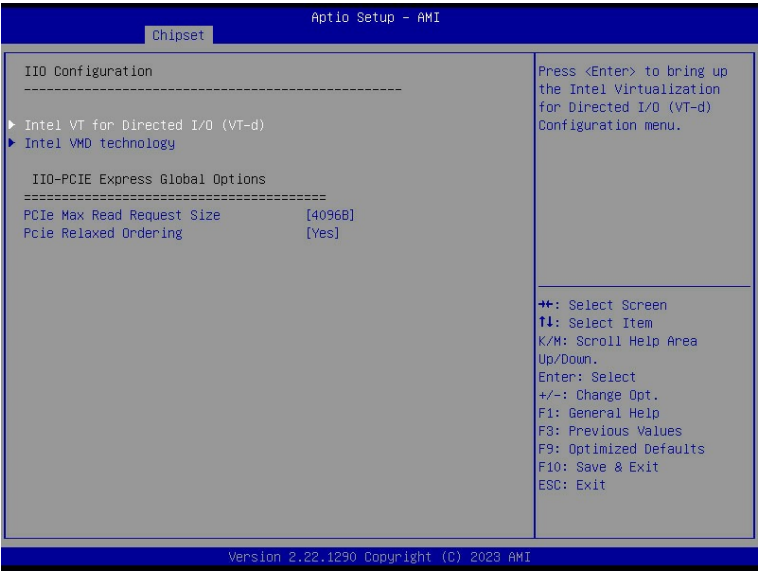 Aptio Setup – AMI
Chipset
IIO Configuration
--------------------------------------------------
Intel VT for Directed I/O (VT-d)
Intel VMD technology
IIO-PCIE Express Global Options
========================================
PCIe Max Read Request Size [4096B]
Pcie Relaxed Ordering [Yes]
Press <Enter> to bring up
the Intel Virtualization
for Directed I/O (VT-d)
Configuration menu.
→←: Select Screen
↑↓: Select Item
K/M: Scroll Help Area
Up/Down.
Enter: Select
+/-: Change Opt.
F1: General Help
F3: Previous Values
F9: Optimized Defaults
F10: Save & Exit
ESC: Exit
Version 2.22.1290 Copyright (C) 2023 AMI